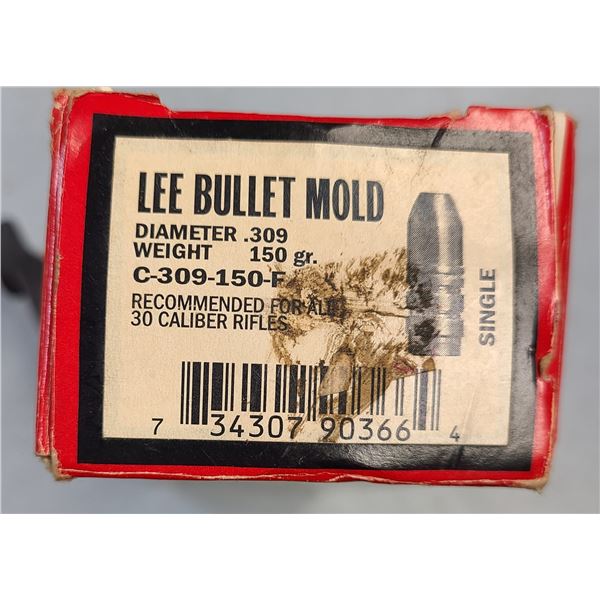 LEE BULLET MOLD
DIAMETER .309
WEIGHT 150 gr.
C-309-150-F
RECOMMENDED FOR ALL
30 CALIBER RIFLES
SINGLE
7 34307 90366 4